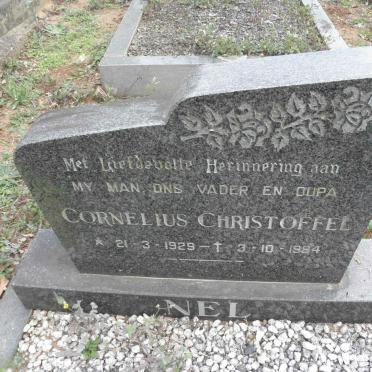 Met Liefdevolle Herinnering aan
MY MAN, ONS VADER EN OUPA
CORNELIUS CHRISTOFFEL
* 21-3-1929 - † 3-10-1984
NEL